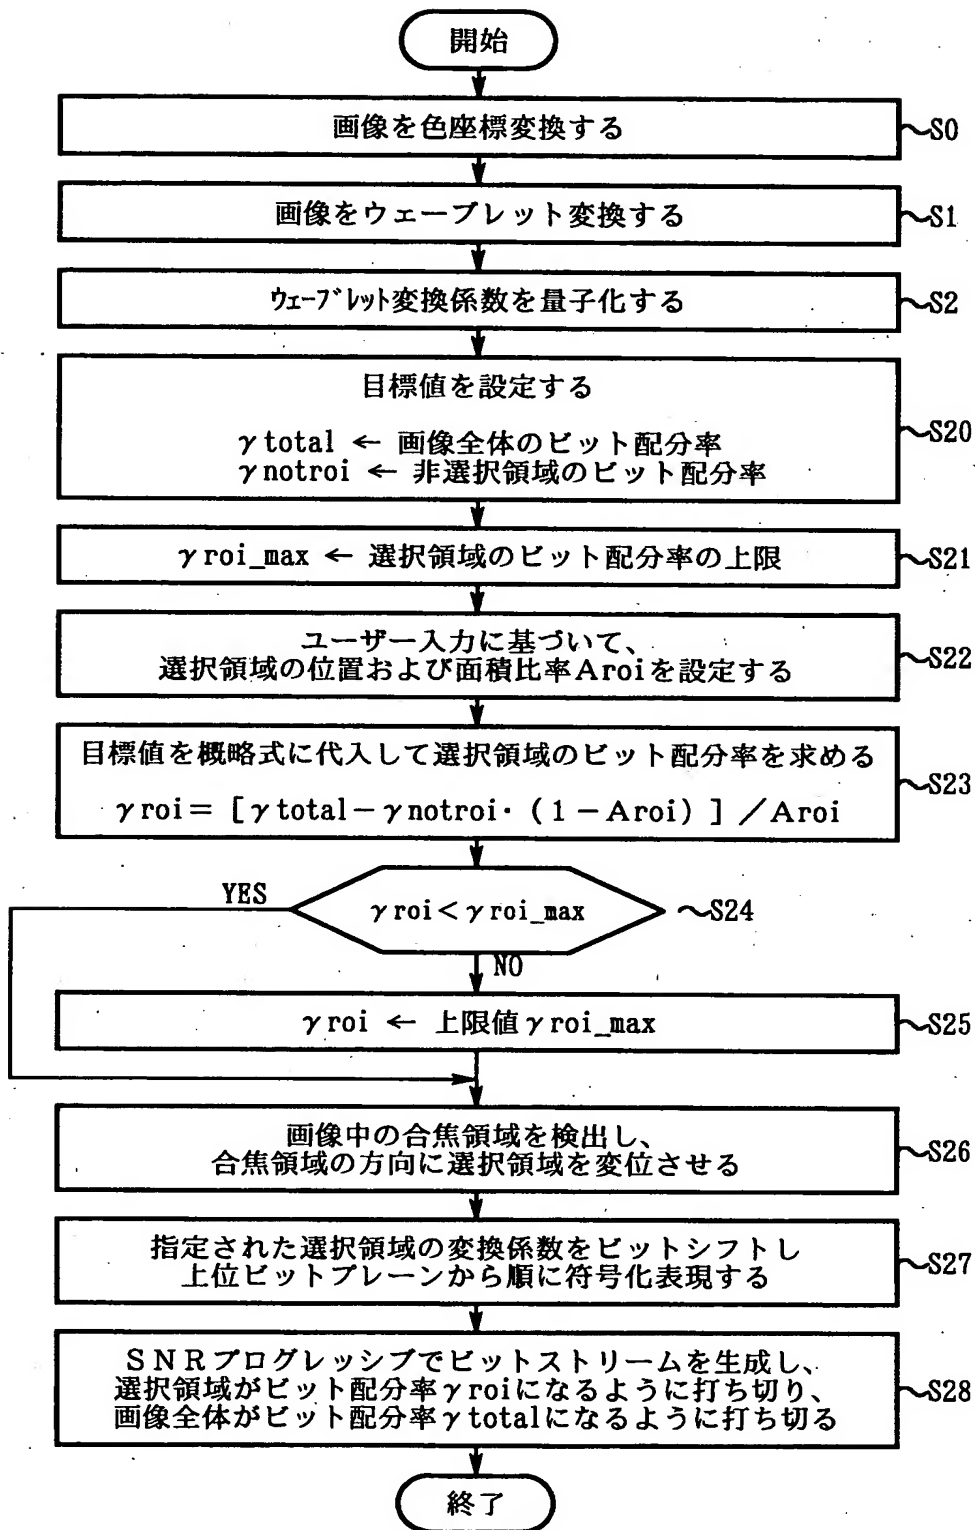 開始
画像を色座標変換する
~S0
画像をウェーブレット変換する
~S1
ウェーブレット変換係数を量子化する
~S2
目標値を設定する
γtotal ← 画像全体のビット配分率
γnotroi ← 非選択領域のビット配分率
~S20
γroi_max ← 選択領域のビット配分率の上限
~S21
ユーザー入力に基づいて、
選択領域の位置および面積比率Aroiを設定する
~S22
目標値を概略式に代入して選択領域のビット配分率を求める
γroi=[γtotal-γnotroi・(1-Aroi)]/Aroi
~S23
YES
γroi<γroi_max
~S24
NO
γroi ← 上限値γroi_max
~S25
画像中の合焦領域を検出し、
合焦領域の方向に選択領域を変位させる
~S26
指定された選択領域の変換係数をビットシフトし
上位ビットプレーンから順に符号化表現する
~S27
SNRプログレッシブでビットストリームを生成し、
選択領域がビット配分率γroiになるように打ち切り、
画像全体がビット配分率γtotalになるように打ち切る
~S28
終了